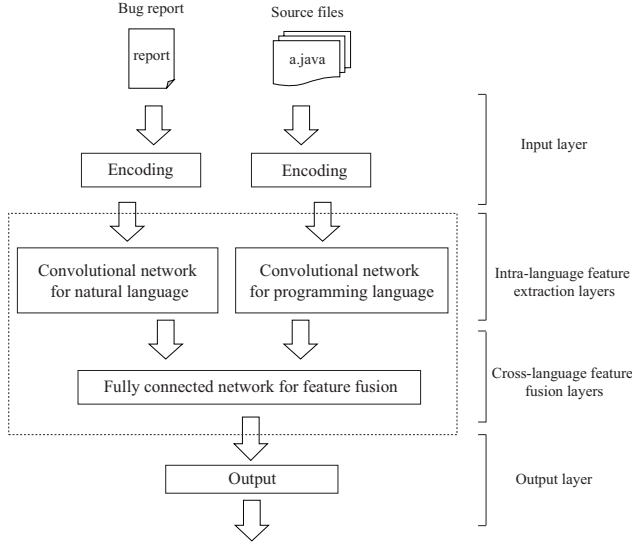 Bug report
Source files
report
a.java
Input layer
Encoding
Encoding
Convolutional network
for natural language
Convolutional network
for programming language
Intra-language feature
extraction layers
Cross-language feature
fusion layers
Fully connected network for feature fusion
Output
Output layer